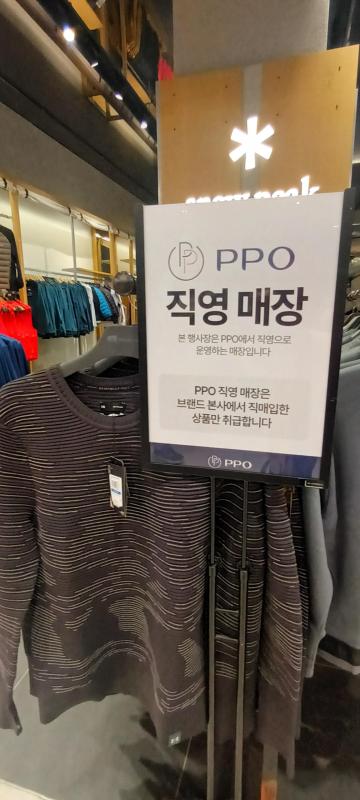 PPO
직영 매장
본 행사장은 PPO에서 직영으로
운영하는 매장입니다
PPO 직영 매장은
브랜드 본사에서 직매입한
상품만 취급합니다
PPO